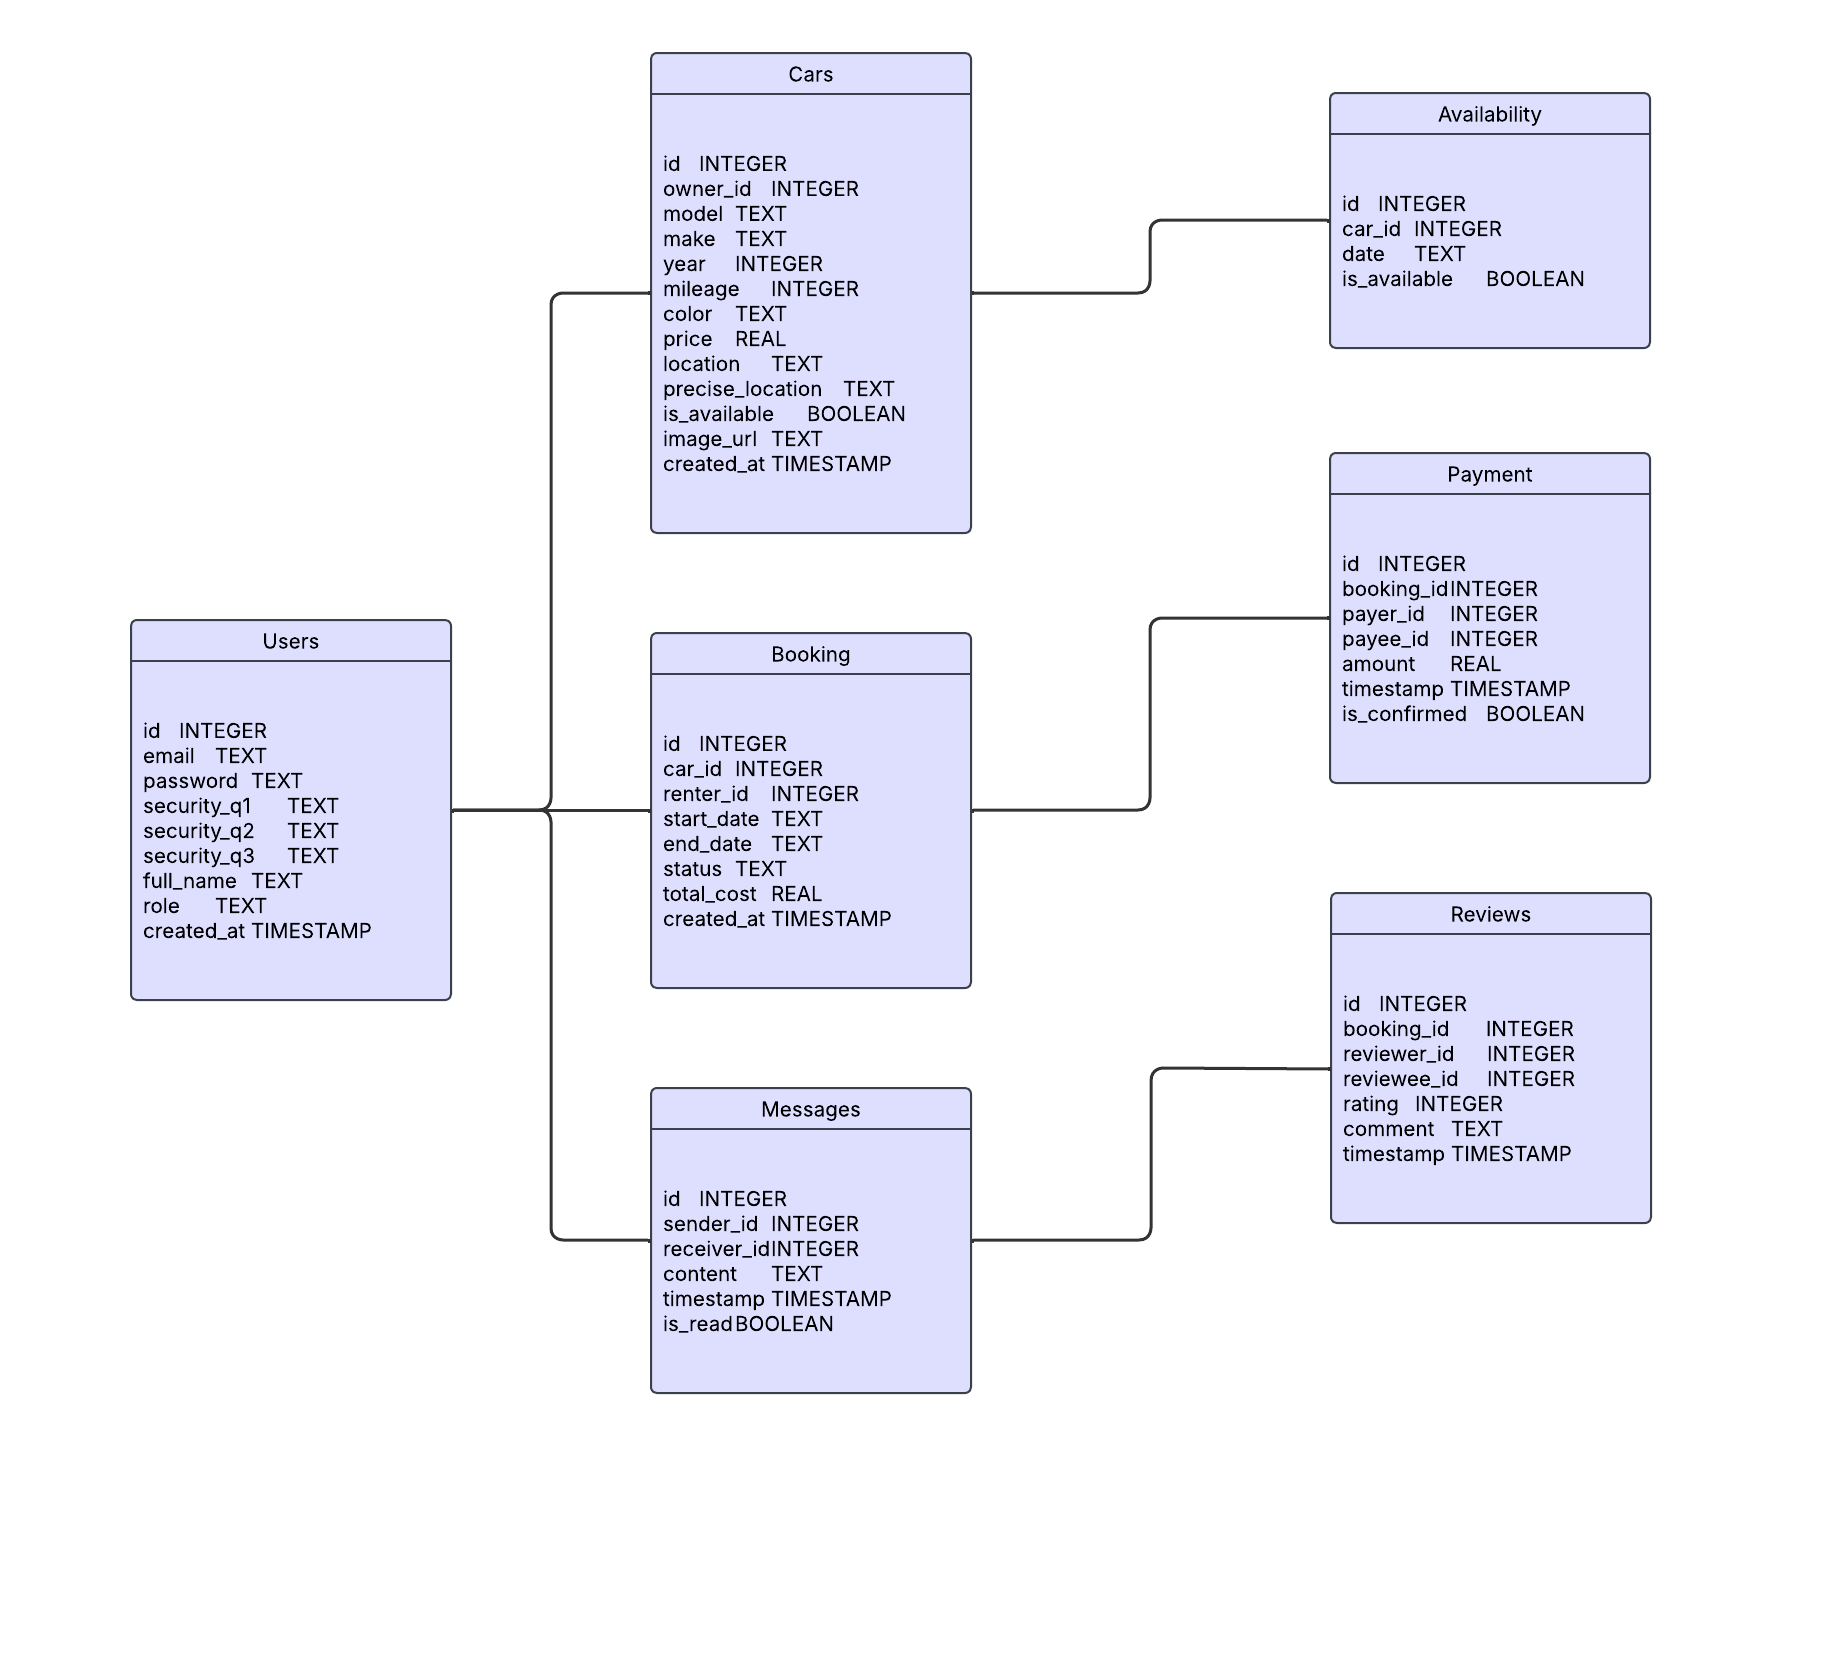 Cars
id INTEGER
owner_id INTEGER
model TEXT
make TEXT
year INTEGER
mileage INTEGER
color TEXT
price REAL
location TEXT
precise_location TEXT
is_available BOOLEAN
image_url TEXT
created_at TIMESTAMP
Availability
id INTEGER
car_id INTEGER
date TEXT
is_available BOOLEAN
Payment
id INTEGER
booking_id INTEGER
payer_id INTEGER
payee_id INTEGER
amount REAL
timestamp TIMESTAMP
is_confirmed BOOLEAN
Users
id INTEGER
email TEXT
password TEXT
security_q1 TEXT
security_q2 TEXT
security_q3 TEXT
full_name TEXT
role TEXT
created_at TIMESTAMP
Booking
id INTEGER
car_id INTEGER
renter_id INTEGER
start_date TEXT
end_date TEXT
status TEXT
total_cost REAL
created_at TIMESTAMP
Reviews
id INTEGER
booking_id INTEGER
reviewer_id INTEGER
reviewee_id INTEGER
rating INTEGER
comment TEXT
timestamp TIMESTAMP
Messages
id INTEGER
sender_id INTEGER
receiver_id INTEGER
content TEXT
timestamp TIMESTAMP
is_read BOOLEAN